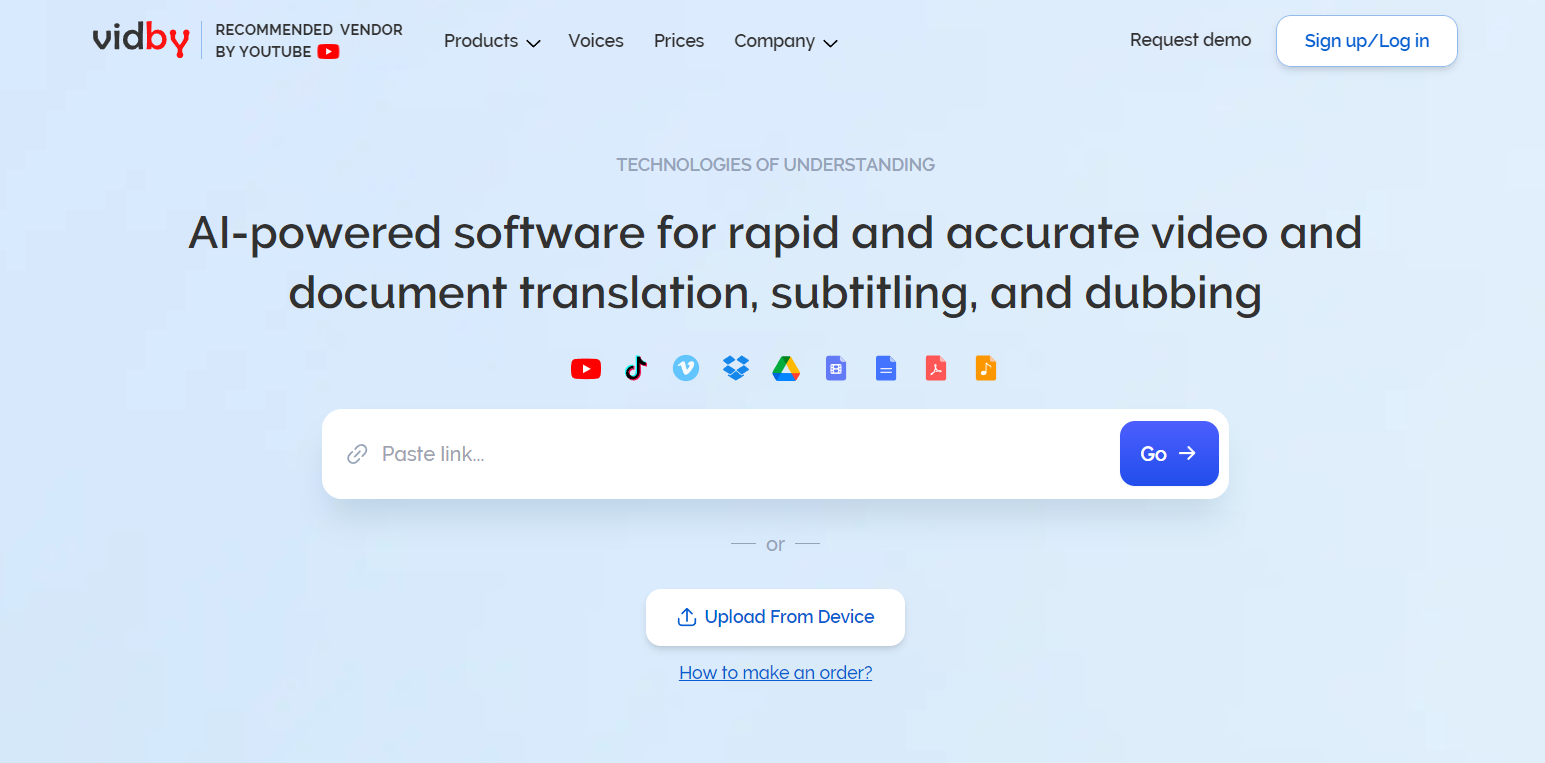 vidby
RECOMMENDED VENDOR
BY YOUTUBE
Products
Voices
Prices
Company
Request demo
Sign up/Log in
TECHNOLOGIES OF UNDERSTANDING
AI-powered software for rapid and accurate video and
document translation, subtitling, and dubbing
Paste link...
Go
or
Upload From Device
How to make an order?